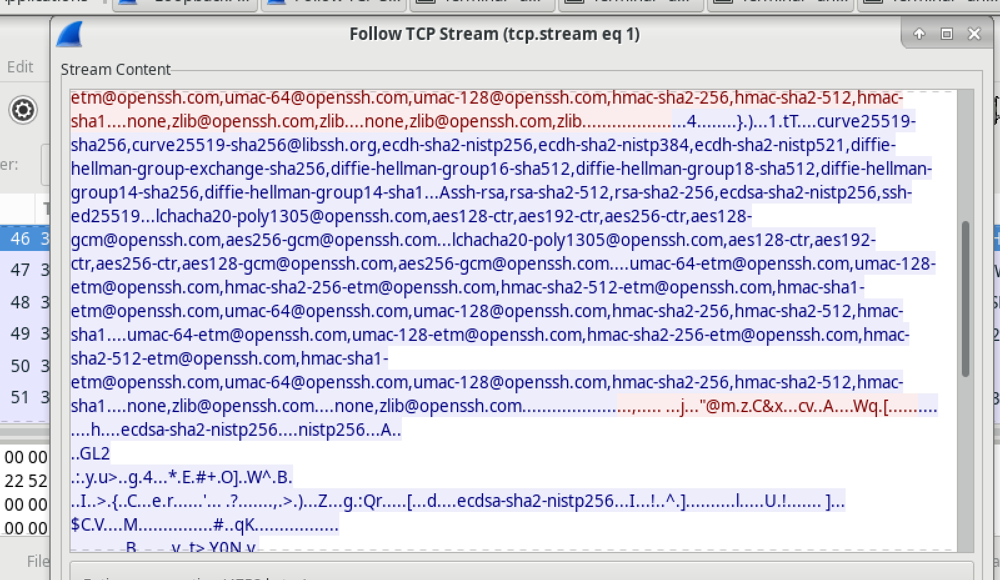 Follow TCP Stream (tcp.stream eq 1)
Edit
Stream Content
etm@openssh.com,umac-64@openssh.com,umac-128@openssh.com,hmac-sha2-256,hmac-sha2-512,hmac-
sha1....none,zlib@openssh.com,zlib....none,zlib@openssh.com,zlib.......................4........}.)...1.tT....curve25519-
sha256,curve25519-sha256@libssh.org,ecdh-sha2-nistp256,ecdh-sha2-nistp384,ecdh-sha2-nistp521,diffie-
hellman-group-exchange-sha256,diffie-hellman-group16-sha512,diffie-hellman-group18-sha512,diffie-hellman-
group14-sha256,diffie-hellman-group14-sha1...Assh-rsa,rsa-sha2-512,rsa-sha2-256,ecdsa-sha2-nistp256,ssh-
ed25519...lchacha20-poly1305@openssh.com,aes128-ctr,aes192-ctr,aes256-ctr,aes128-
gcm@openssh.com,aes256-gcm@openssh.com...lchacha20-poly1305@openssh.com,aes128-ctr,aes192-
ctr,aes256-ctr,aes128-gcm@openssh.com,aes256-gcm@openssh.com....umac-64-etm@openssh.com,umac-128-
etm@openssh.com,hmac-sha2-256-etm@openssh.com,hmac-sha2-512-etm@openssh.com,hmac-sha1-
etm@openssh.com,umac-64@openssh.com,umac-128@openssh.com,hmac-sha2-256,hmac-sha2-512,hmac-
sha1....umac-64-etm@openssh.com,umac-128-etm@openssh.com,hmac-sha2-256-etm@openssh.com,hmac-
sha2-512-etm@openssh.com,hmac-sha1-
etm@openssh.com,umac-64@openssh.com,umac-128@openssh.com,hmac-sha2-256,hmac-sha2-512,hmac-
sha1....none,zlib@openssh.com....none,zlib@openssh.com......................,..... ...j..."@m.z.C&x...cv..A....Wq.[..........
....h....ecdsa-sha2-nistp256....nistp256...A..
..GL2
.:.y.u>..g.4...*.E.#+.O]..W^.B.
..I..>.{..C...e.r......'... .?.......,.>.)...Z...g.:Qr.....[...d....ecdsa-sha2-nistp256...I...!..^.]..........l.....U.!....... ]...
$C.V....M...............#..qK.................
er:
46 3
47 3
48 3
49 3
50 3
51 3
00 00
22 52
00 00
00 00
File